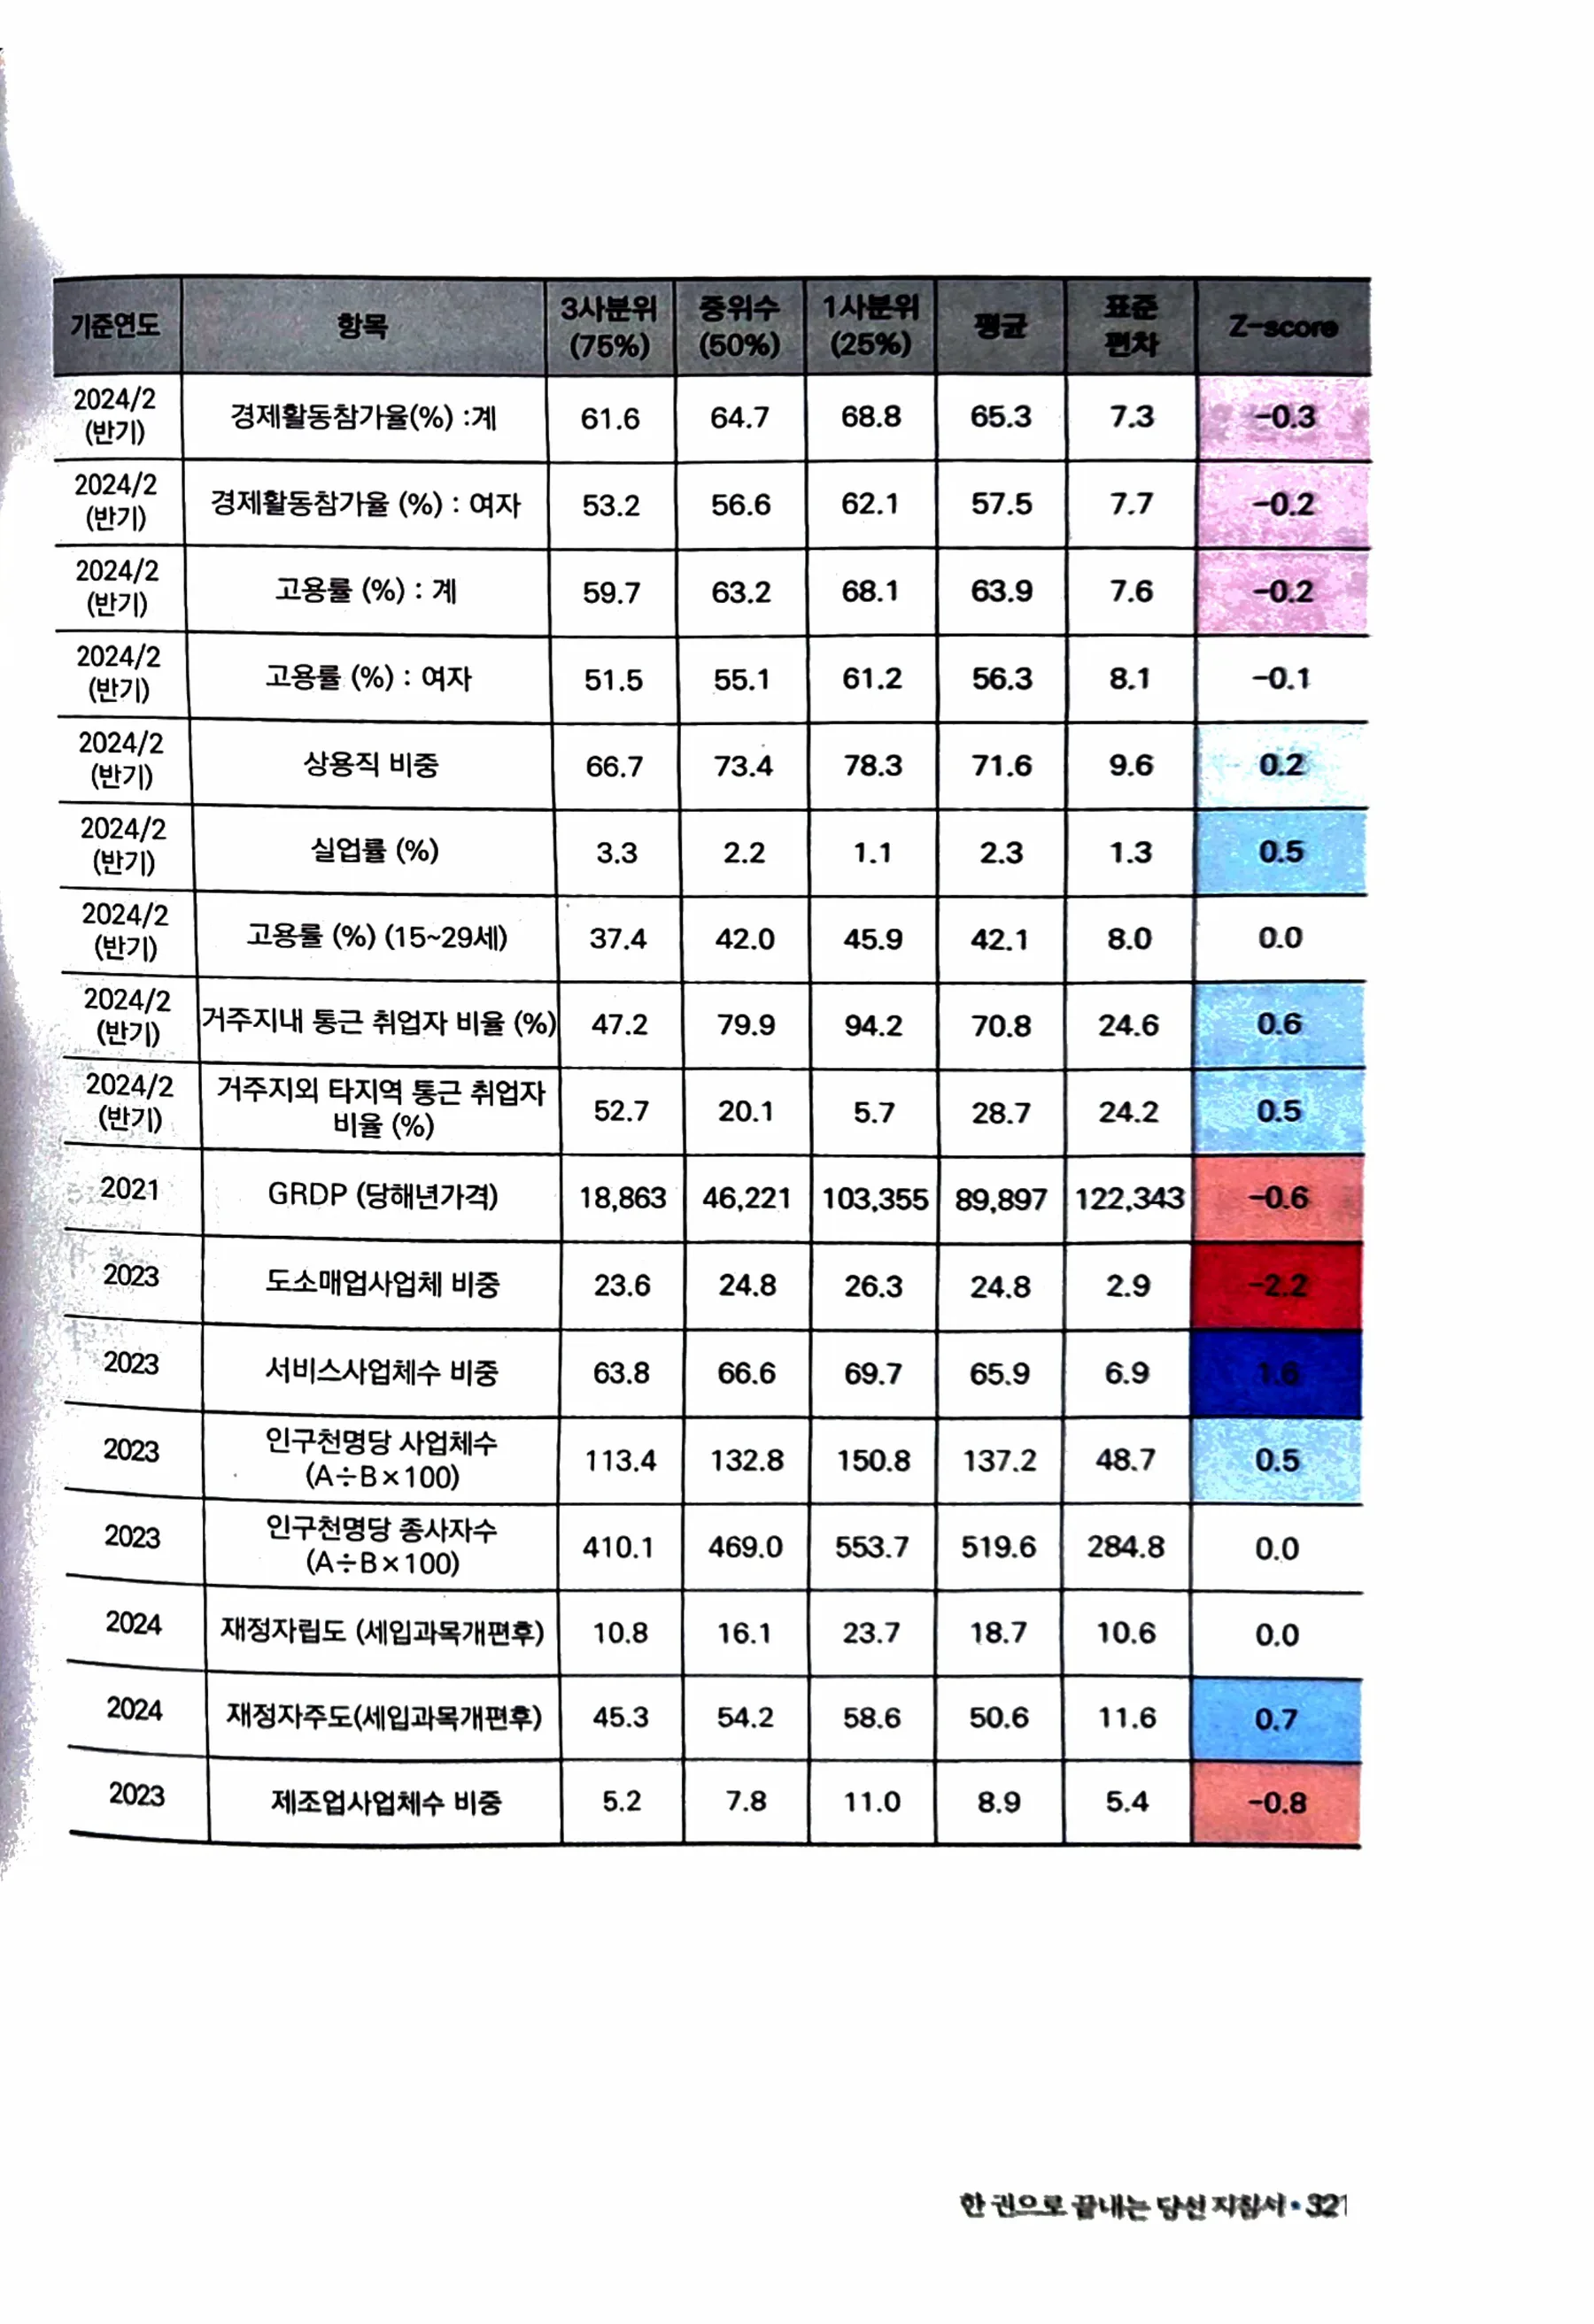 기준연도 항목 3사분위 (75%) 중위수 (50%) 1사분위 (25%) 평균 표준 편차 Z-score
2024/2 (반기) 경제활동참가율(%) :계 61.6 64.7 68.8 65.3 7.3 -0.3
2024/2 (반기) 경제활동참가율 (%) : 여자 53.2 56.6 62.1 57.5 7.7 -0.2
2024/2 (반기) 고용률 (%) : 계 59.7 63.2 68.1 63.9 7.6 -0.2
2024/2 (반기) 고용률 (%) : 여자 51.5 55.1 61.2 56.3 8.1 -0.1
2024/2 (반기) 상용직 비중 66.7 73.4 78.3 71.6 9.6 0.2
2024/2 (반기) 실업률 (%) 3.3 2.2 1.1 2.3 1.3 0.5
2024/2 (반기) 고용률 (%) (15~29세) 37.4 42.0 45.9 42.1 8.0 0.0
2024/2 (반기) 거주지내 통근 취업자 비율 (%) 47.2 79.9 94.2 70.8 24.6 0.6
2024/2 (반기) 거주지외 타지역 통근 취업자 비율 (%) 52.7 20.1 5.7 28.7 24.2 0.5
2021 GRDP (당해년가격) 18,863 46,221 103,355 89,897 122,343 -0.6
2023 도소매업사업체 비중 23.6 24.8 26.3 24.8 2.9 -2.2
2023 서비스사업체수 비중 63.8 66.6 69.7 65.9 6.9 1.6
2023 인구천명당 사업체수 (A÷B×100) 113.4 132.8 150.8 137.2 48.7 0.5
2023 인구천명당 종사자수 (A÷B×100) 410.1 469.0 553.7 519.6 284.8 0.0
2024 재정자립도 (세입과목개편후) 10.8 16.1 23.7 18.7 10.6 0.0
2024 재정자주도(세입과목개편후) 45.3 54.2 58.6 50.6 11.6 0.7
2023 제조업사업체수 비중 5.2 7.8 11.0 8.9 5.4 -0.8
한 권으로 끝내는 당선 지침서 • 321